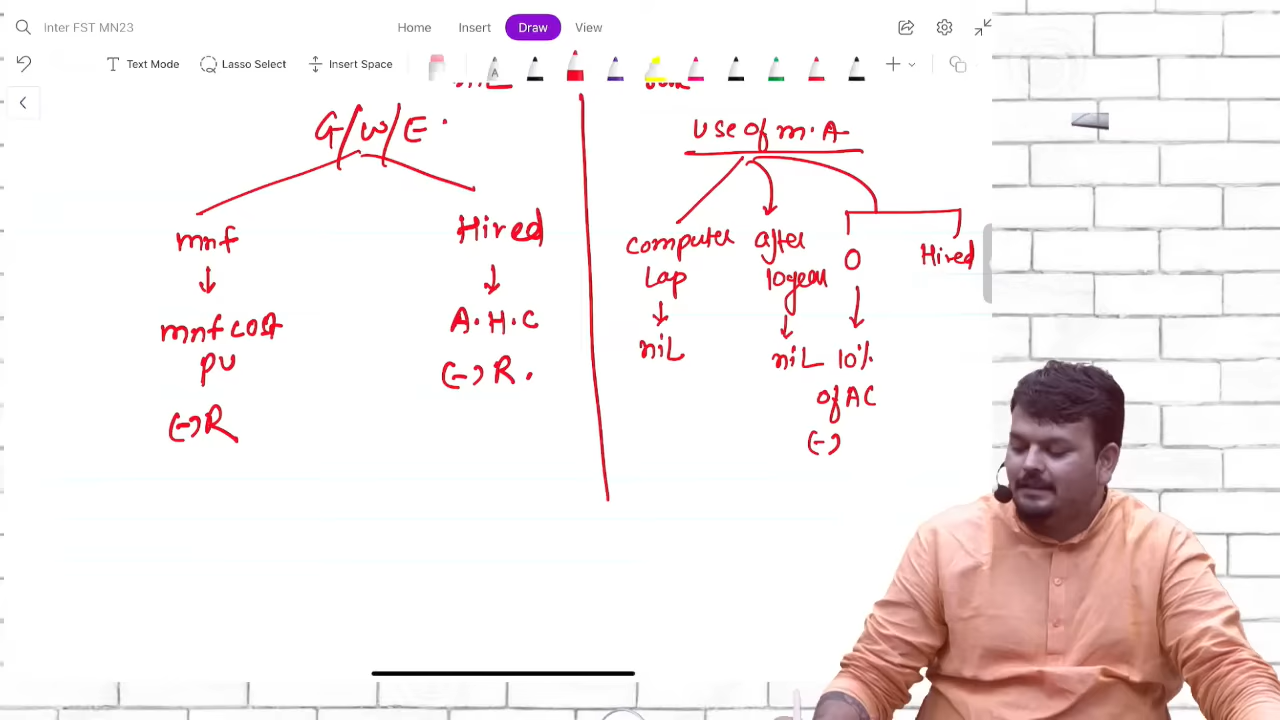 Inter FST MN23
Home
Insert
Draw
View
Text Mode
Lasso Select
Insert Space
A
G/W/E
mnf
mnf cost
PU
(-) R
Hired
A.H.C
(-) R.
Use of m.A
computer
Lap
niL
after
10year
niL
O
10%
of AC
(-)
Hired